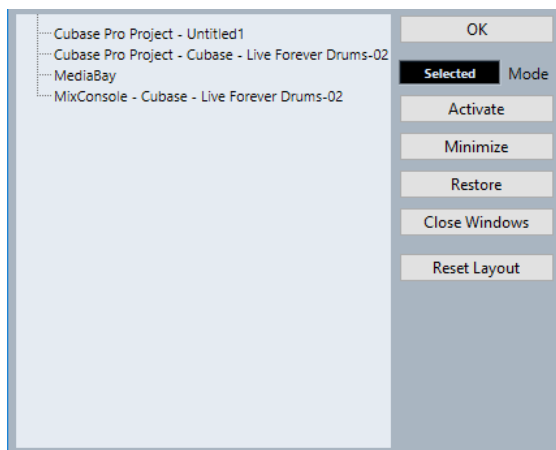 Cubase Pro Project - Untitled1
Cubase Pro Project - Cubase - Live Forever Drums-02
MediaBay
MixConsole - Cubase - Live Forever Drums-02
OK
Selected Mode
Activate
Minimize
Restore
Close Windows
Reset Layout